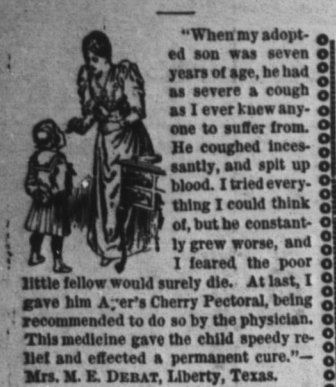 "When my adopt-
ed son was seven
years of age, he had
as severe a cough
as I ever knew any-
one to suffer from.
He coughed inces-
santly, and spit up
blood. I tried every-
thing I could think
of, but he constant-
ly grew worse, and
I feared the poor
little fellow would surely die. At last, I
gave him Ayer's Cherry Pectoral, being
recommended to do so by the physician.
This medicine gave the child speedy re-
lief and effected a permanent cure."—
Mrs. M. E. DEBAT, Liberty, Texas.